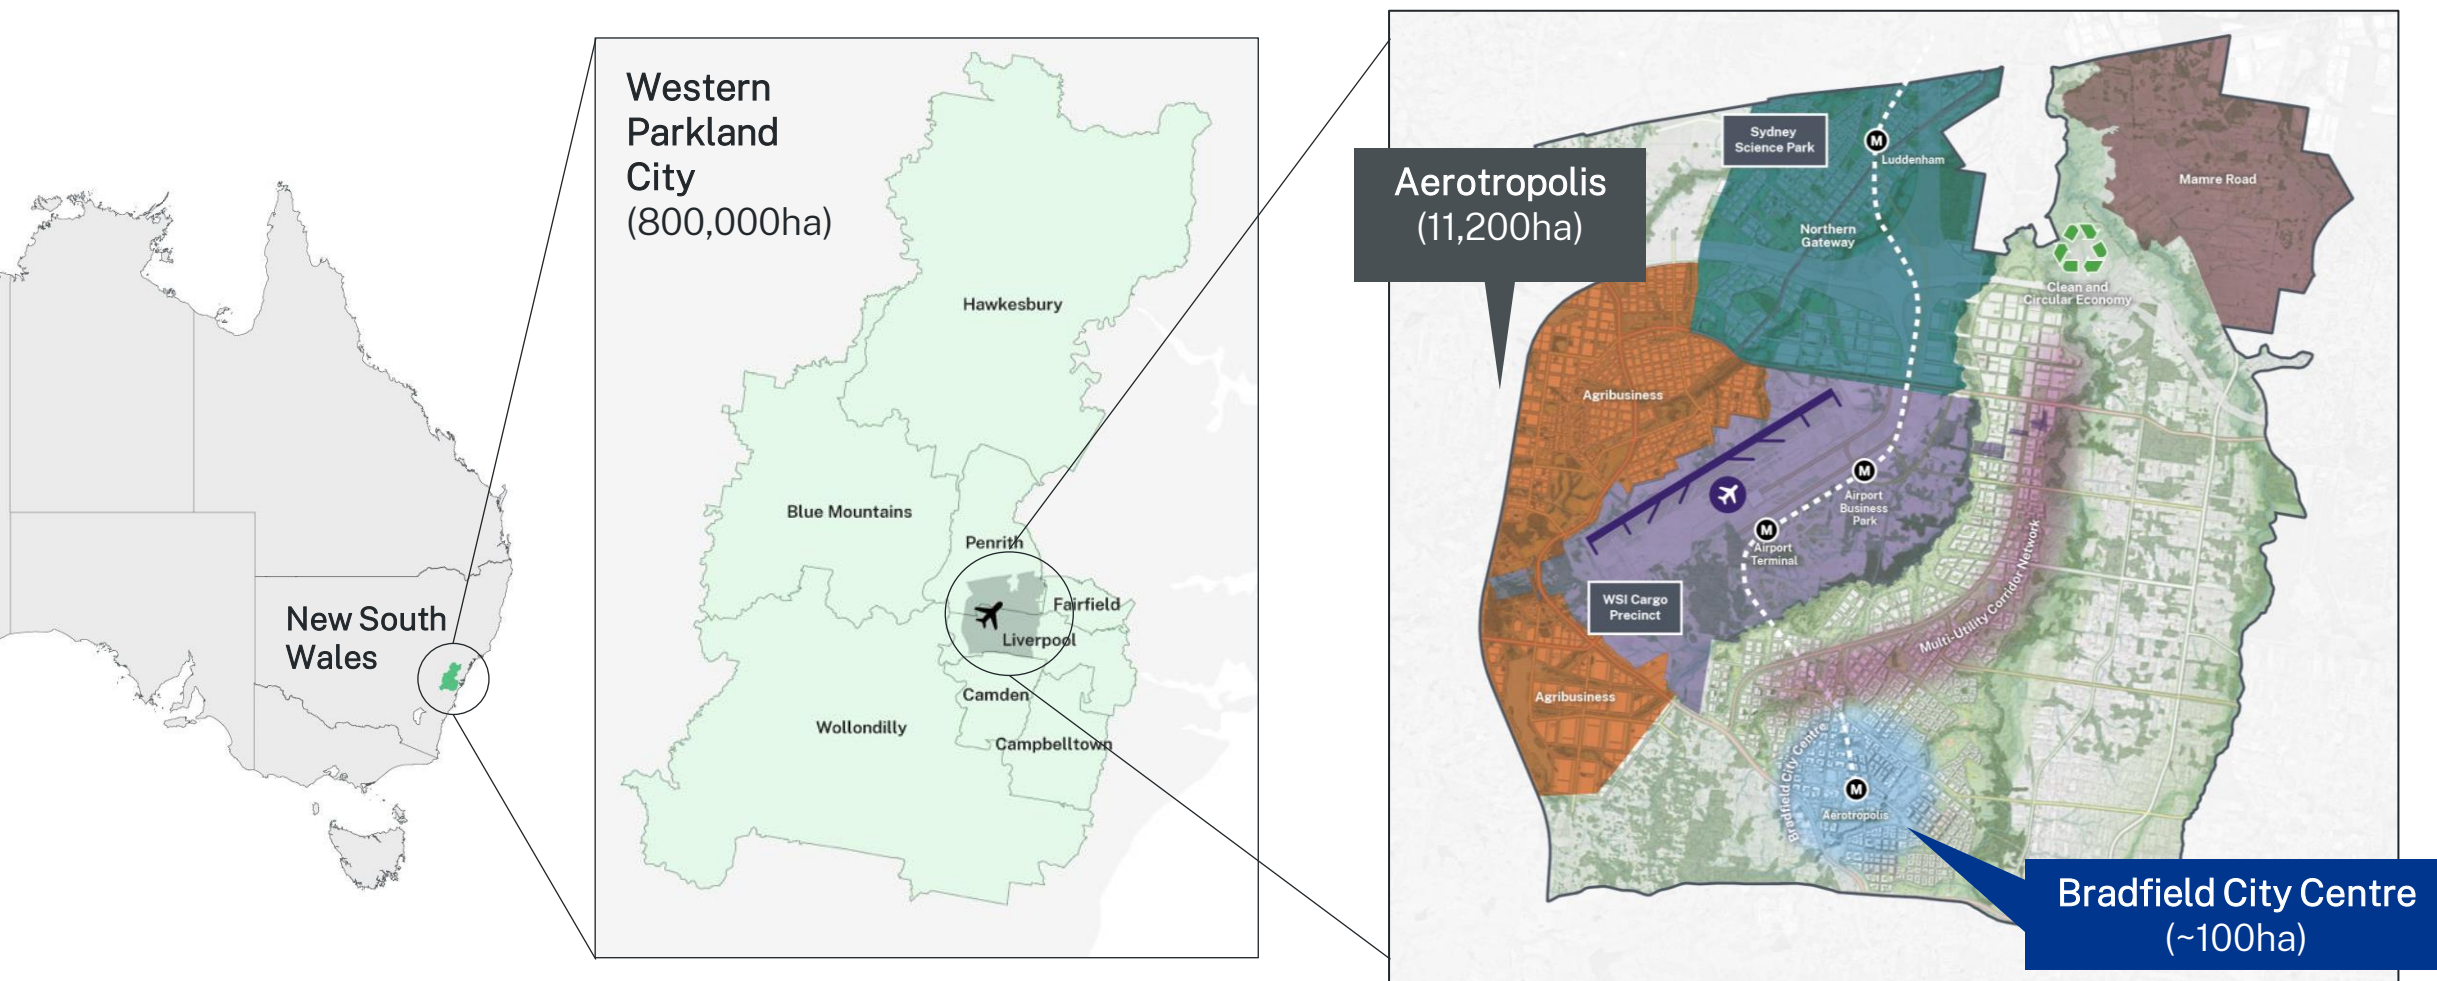 New South
Wales
Western
Parkland
City
(800,000ha)
Hawkesbury
Blue Mountains
Penrith
Fairfield
Liverpool
Camden
Wollondilly
Campbelltown
Aerotropolis
(11,200ha)
Sydney
Science Park
M
Luddenham
Mamre Road
Northern
Gateway
Clean and
Circular Economy
Agribusiness
M
Airport
Business
Park
M
Airport
Terminal
WSI Cargo
Precinct
Multi-Utility Corridor Network
Agribusiness
Bradfield City Centre
M
Aerotropolis
Bradfield City Centre
(~100ha)